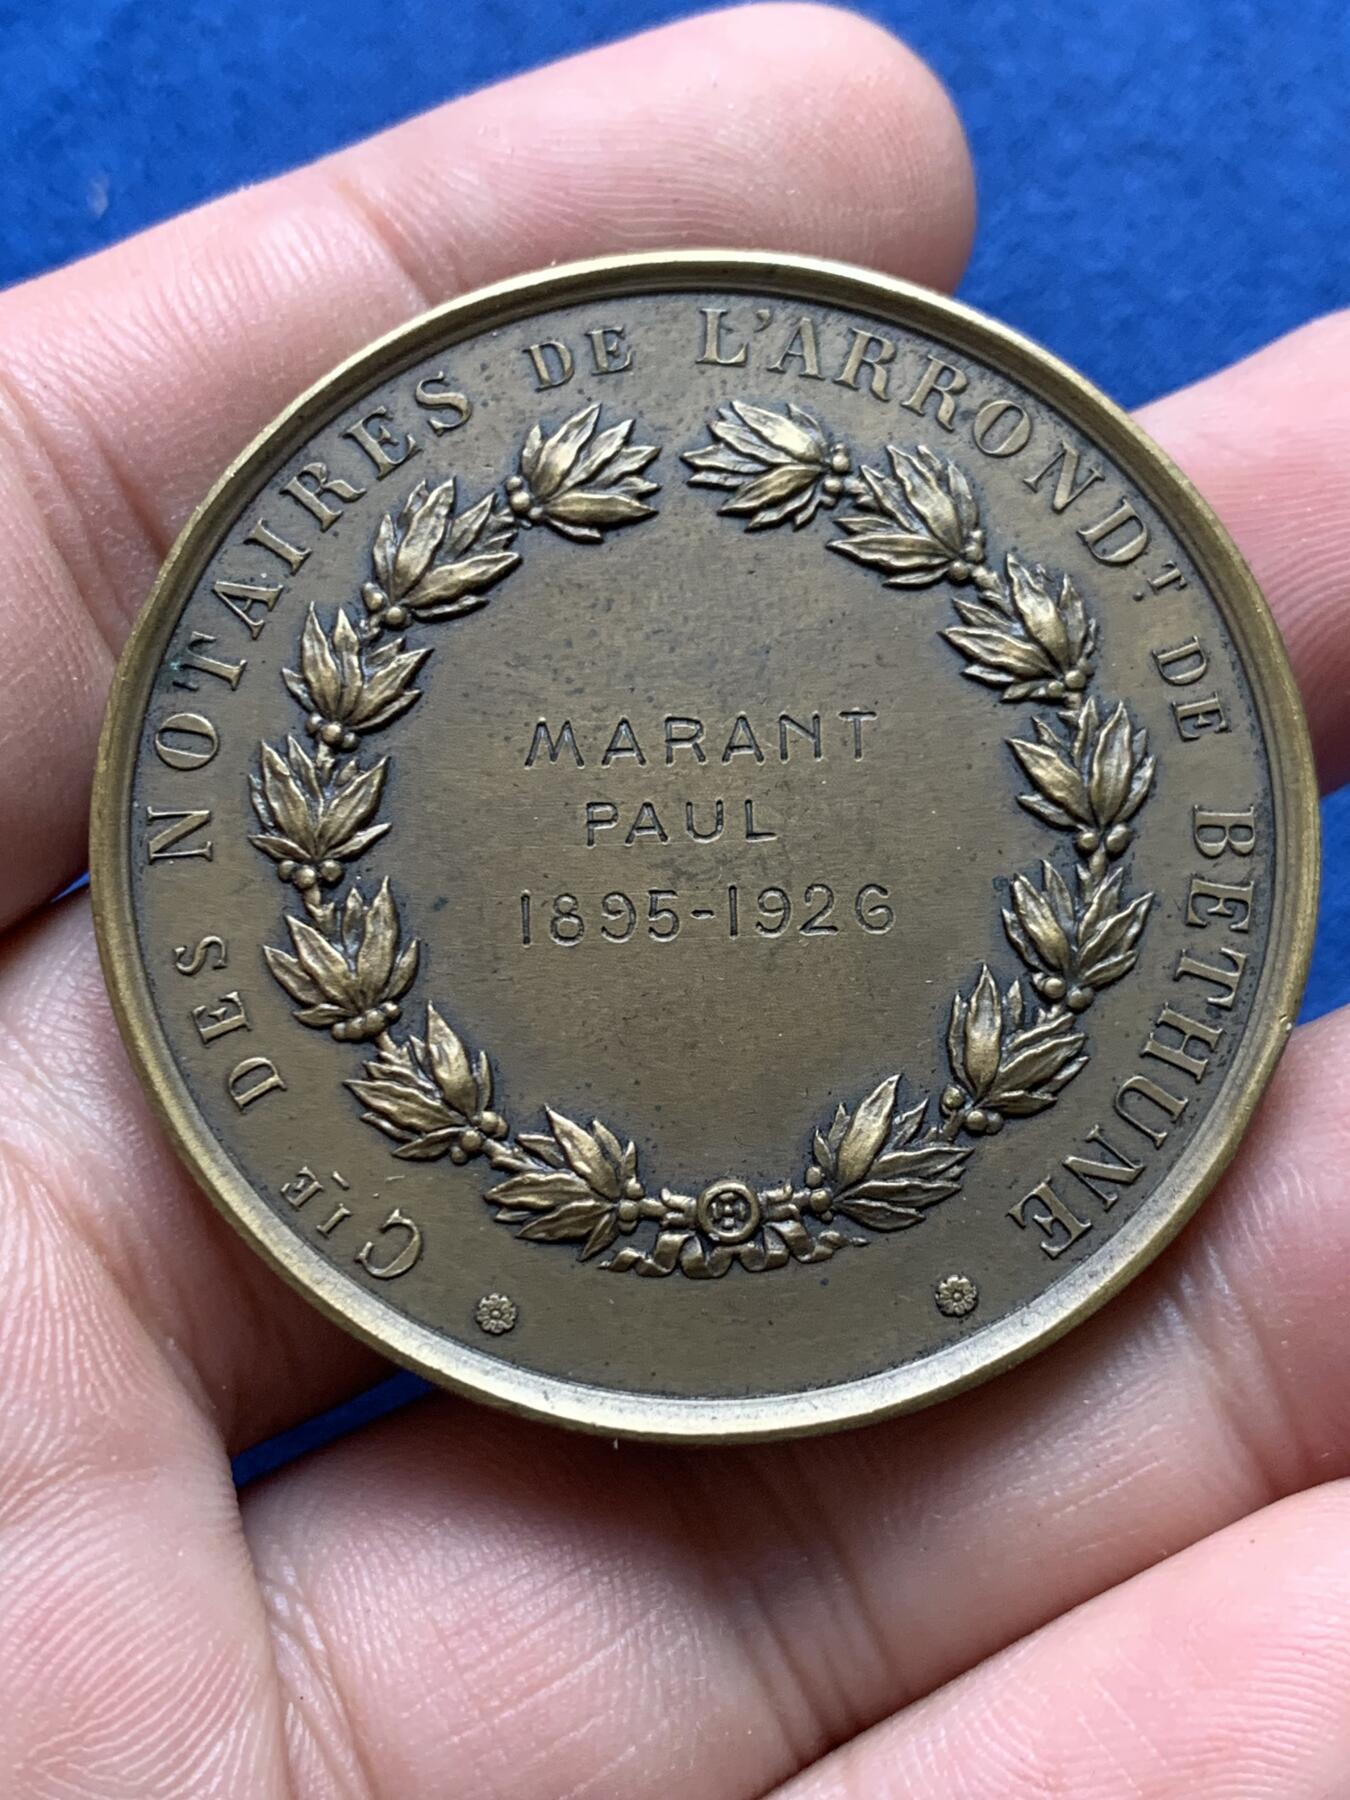 CIE DES NOTAIRES DE L'ARRONDT DE BETHUNE
MARANT
PAUL
1895-1926